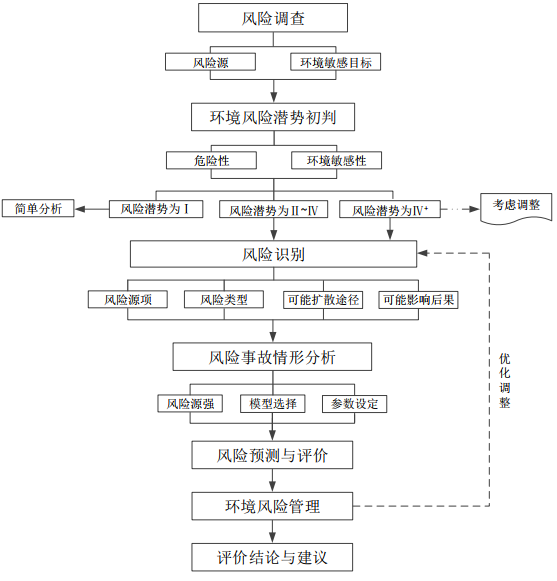 风险调查
风险源
环境敏感目标
环境风险潜势初判
危险性
环境敏感性
简单分析
风险潜势为Ⅰ
风险潜势为Ⅱ~Ⅳ
风险潜势为Ⅳ+
考虑调整
风险识别
风险源项
风险类型
可能扩散途径
可能影响后果
风险事故情形分析
优化调整
风险源强
模型选择
参数设定
风险预测与评价
环境风险管理
评价结论与建议